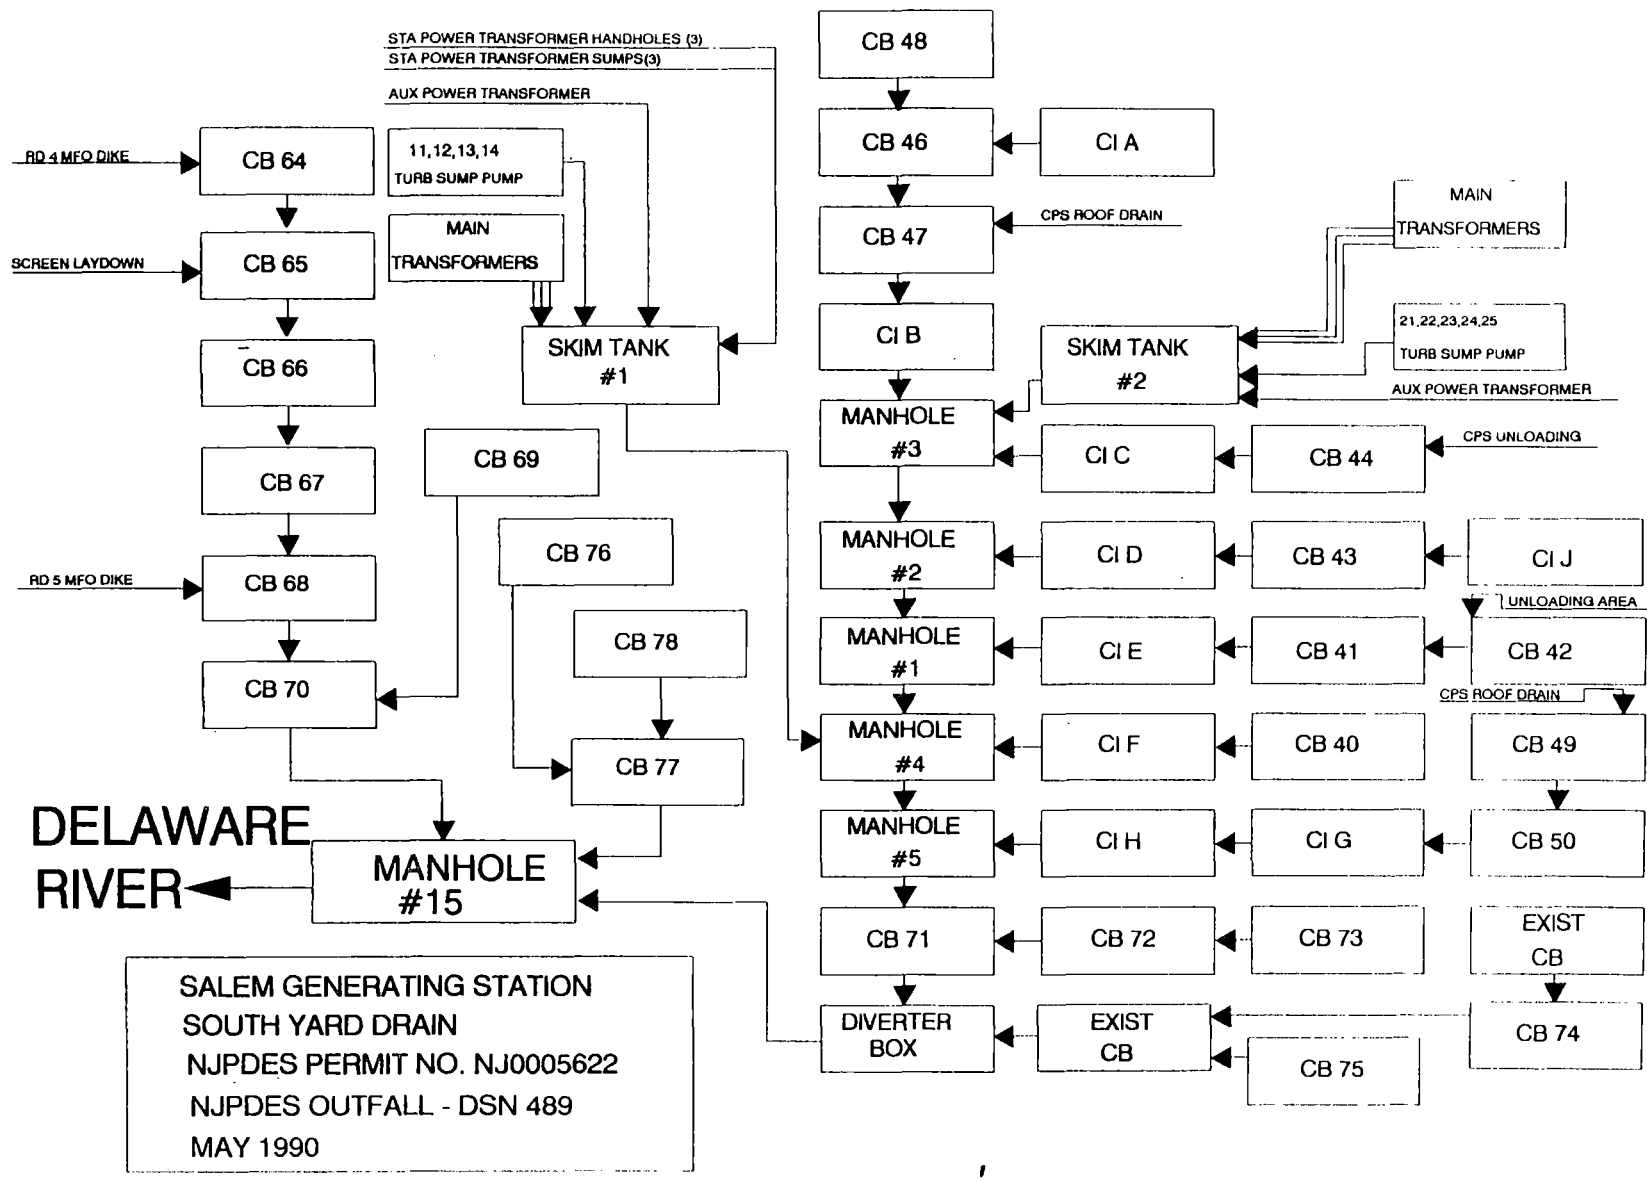 STA POWER TRANSFORMER HANDHOLES (3)
STA POWER TRANSFORMER SUMPS(3)
AUX POWER TRANSFORMER
RD 4 MFO DIKE
CB 64
11,12,13,14
TURB SUMP PUMP
MAIN
TRANSFORMERS
SCREEN LAYDOWN
CB 65
CB 66
SKIM TANK
#1
CB 67
CB 69
RD 5 MFO DIKE
CB 68
CB 76
CB 70
CB 78
CB 77
DELAWARE
RIVER
MANHOLE
#15
CB 48
CB 46
CI A
CB 47
CPS ROOF DRAIN
MAIN
TRANSFORMERS
CI B
SKIM TANK
#2
21,22,23,24,25
TURB SUMP PUMP
AUX POWER TRANSFORMER
MANHOLE
#3
CI C
CB 44
CPS UNLOADING
MANHOLE
#2
CI D
CB 43
CI J
UNLOADING AREA
MANHOLE
#1
CI E
CB 41
CB 42
CPS ROOF DRAIN
MANHOLE
#4
CI F
CB 40
CB 49
MANHOLE
#5
CI H
CI G
CB 50
CB 71
CB 72
CB 73
EXIST
CB
DIVERTER
BOX
EXIST
CB
CB 74
CB 75
SALEM GENERATING STATION
SOUTH YARD DRAIN
NJPDES PERMIT NO. NJ0005622
NJPDES OUTFALL - DSN 489
MAY 1990